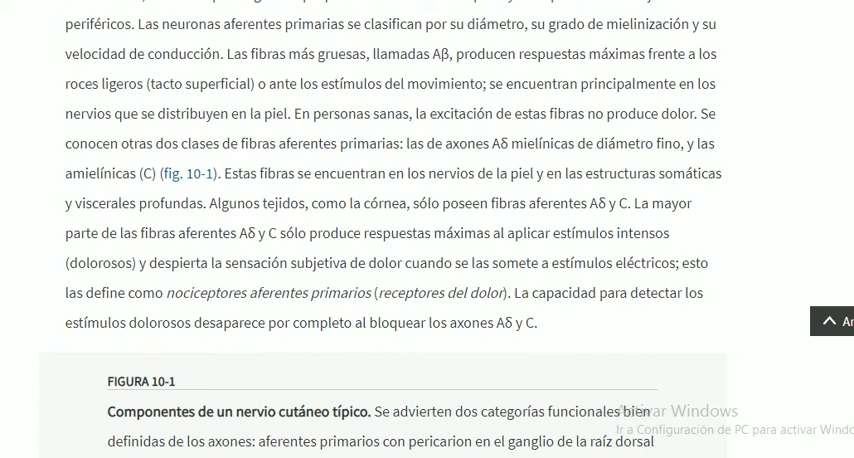 periféricos. Las neuronas aferentes primarias se clasifican por su diámetro, su grado de mielinización y su
velocidad de conducción. Las fibras más gruesas, llamadas Aβ, producen respuestas máximas frente a los
roces ligeros (tacto superficial) o ante los estímulos del movimiento; se encuentran principalmente en los
nervios que se distribuyen en la piel. En personas sanas, la excitación de estas fibras no produce dolor. Se
conocen otras dos clases de fibras aferentes primarias: las de axones Aδ mielínicas de diámetro fino, y las
amielínicas (C) (fig. 10-1). Estas fibras se encuentran en los nervios de la piel y en las estructuras somáticas
y viscerales profundas. Algunos tejidos, como la córnea, sólo poseen fibras aferentes Aδ y C. La mayor
parte de las fibras aferentes Aδ y C sólo produce respuestas máximas al aplicar estímulos intensos
(dolorosos) y despierta la sensación subjetiva de dolor cuando se las somete a estímulos eléctricos; esto
las define como nociceptores aferentes primarios (receptores del dolor). La capacidad para detectar los
estímulos dolorosos desaparece por completo al bloquear los axones Aδ y C.
Ar
FIGURA 10-1
Componentes de un nervio cutáneo típico. Se advierten dos categorías funcionales bien
definidas de los axones: aferentes primarios con pericarion en el ganglio de la raíz dorsal
Activar Windows
Ir a Configuración de PC para activar Windo